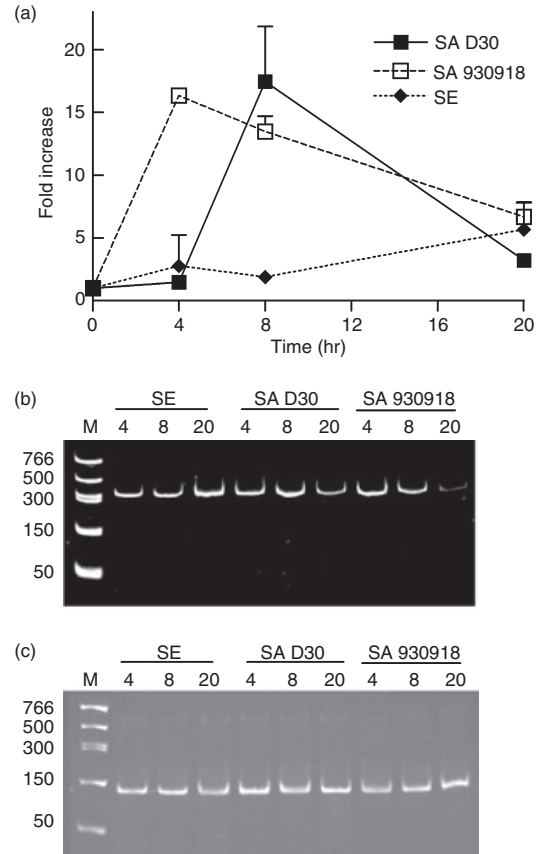 (a)
20
15
10
5
0
Fold increase
SA D30
SA 930918
SE
0 4 8 12 16 20
Time (hr)
(b)
SE SA D30 SA 930918
M 4 8 20 4 8 20 4 8 20
766
500
300
150
50
(c)
SE SA D30 SA 930918
M 4 8 20 4 8 20 4 8 20
766
500
300
150
50